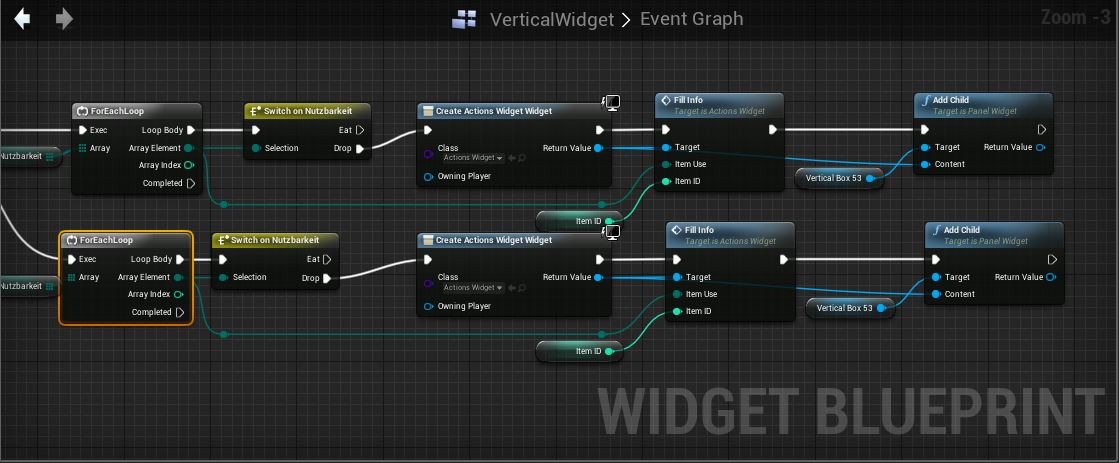 VerticalWidget > Event Graph
Zoom -3
ForEachLoop
Exec
Loop Body
Array
Array Element
Array Index
Completed
Nutzbarkeit
Switch on Nutzbarkeit
Eat
Selection
Drop
Create Actions Widget Widget
Class
Actions Widget
Return Value
Owning Player
Fill Info
Target is Actions Widget
Target
Item Use
Item ID
Item ID
Add Child
Target is Panel Widget
Target
Return Value
Content
Vertical Box 53
ForEachLoop
Exec
Loop Body
Array
Array Element
Array Index
Completed
Nutzbarkeit
Switch on Nutzbarkeit
Eat
Selection
Drop
Create Actions Widget Widget
Class
Actions Widget
Return Value
Owning Player
Fill Info
Target is Actions Widget
Target
Item Use
Item ID
Item ID
Add Child
Target is Panel Widget
Target
Return Value
Content
Vertical Box 53
WIDGET BLUEPRINT